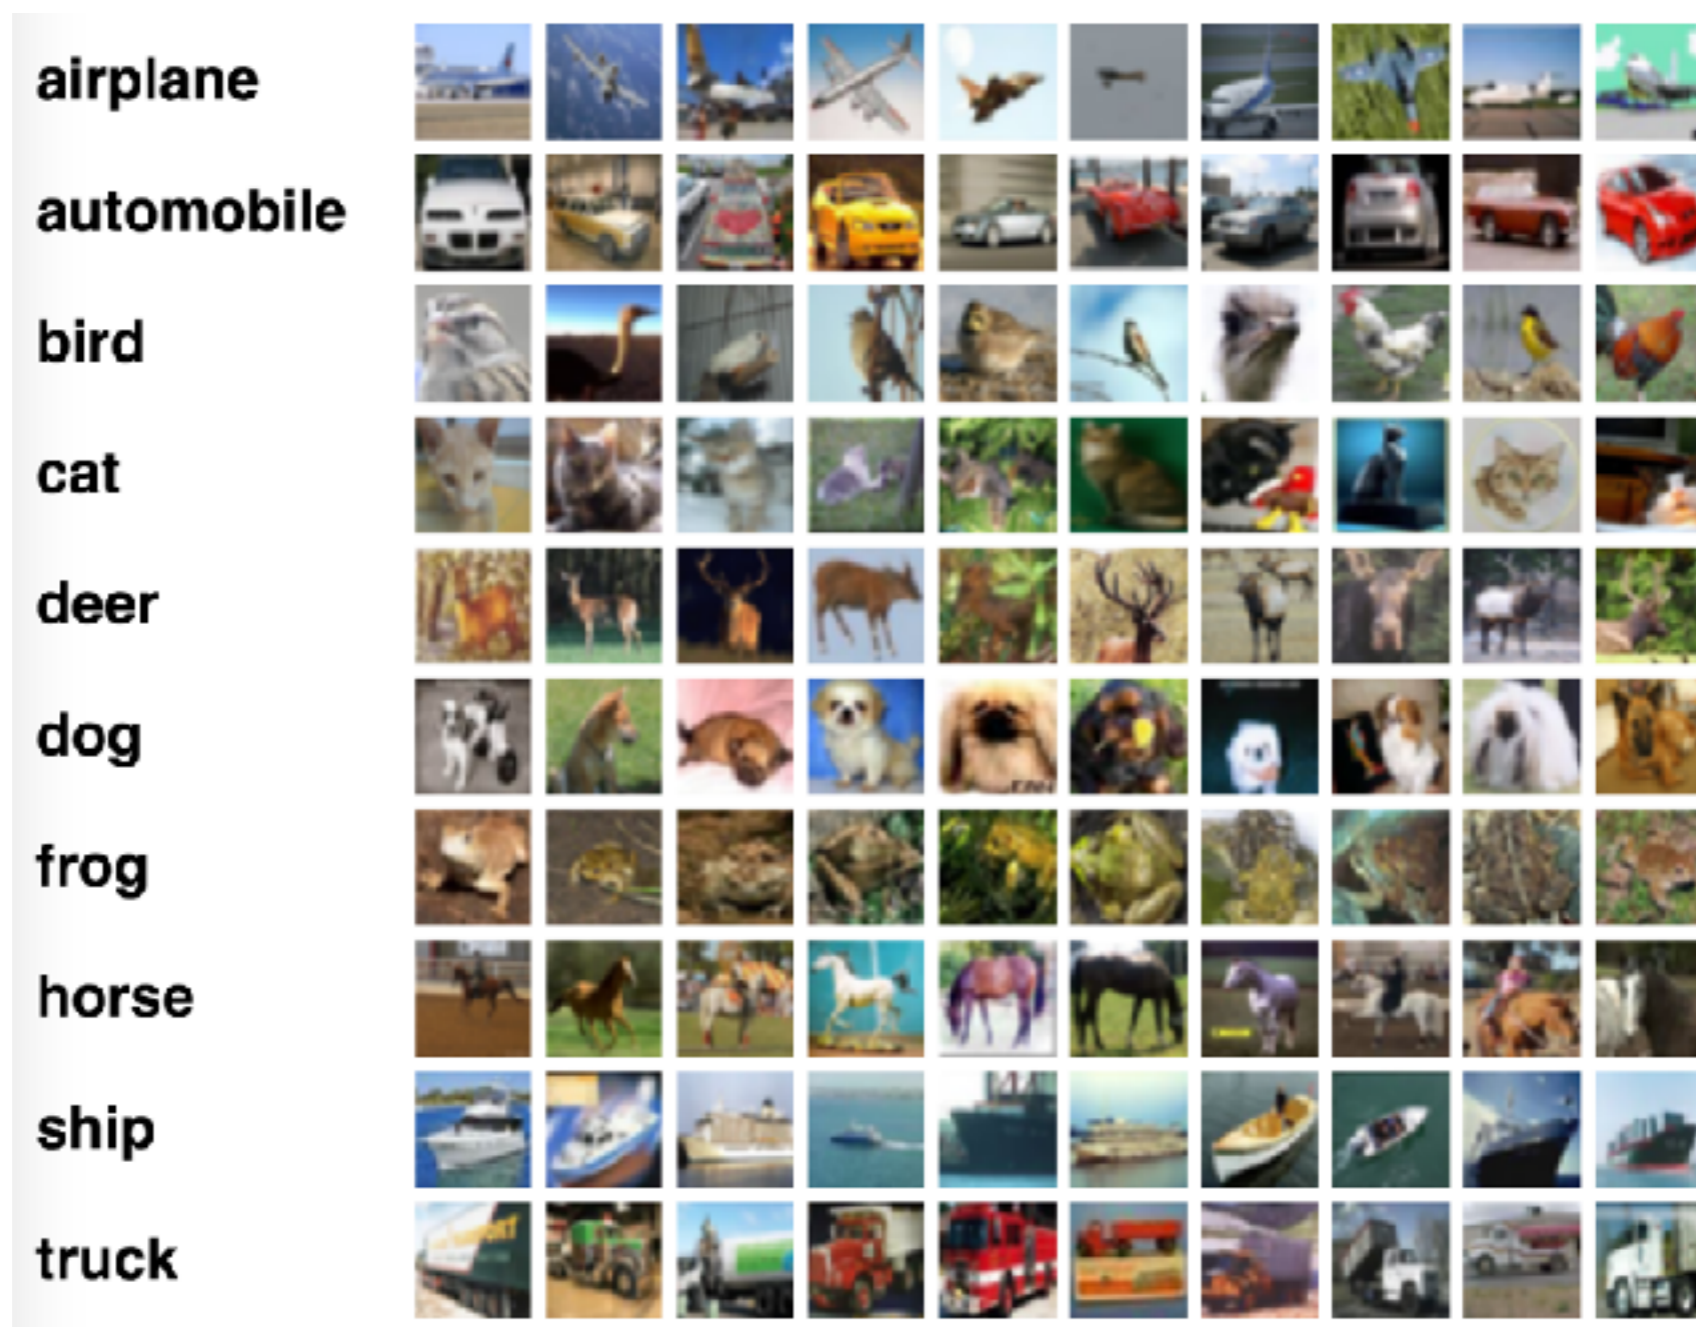 airplane
automobile
bird
cat
deer
dog
frog
horse
ship
truck